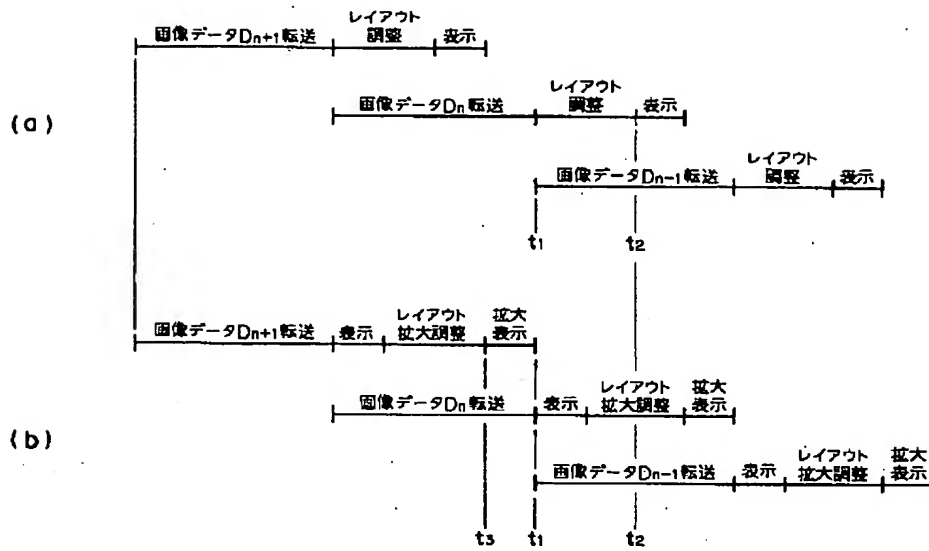 レイアウト
画像データDn+1転送 調整 表示
レイアウト
画像データDn転送 調整 表示
(a)
レイアウト
画像データDn-1転送 調整 表示
t1 t2
レイアウト 拡大
画像データDn+1転送 表示 拡大調整 表示
レイアウト 拡大
画像データDn転送 表示 拡大調整 表示
(b)
レイアウト 拡大
画像データDn-1転送 表示 拡大調整 表示
t3 t1 t2